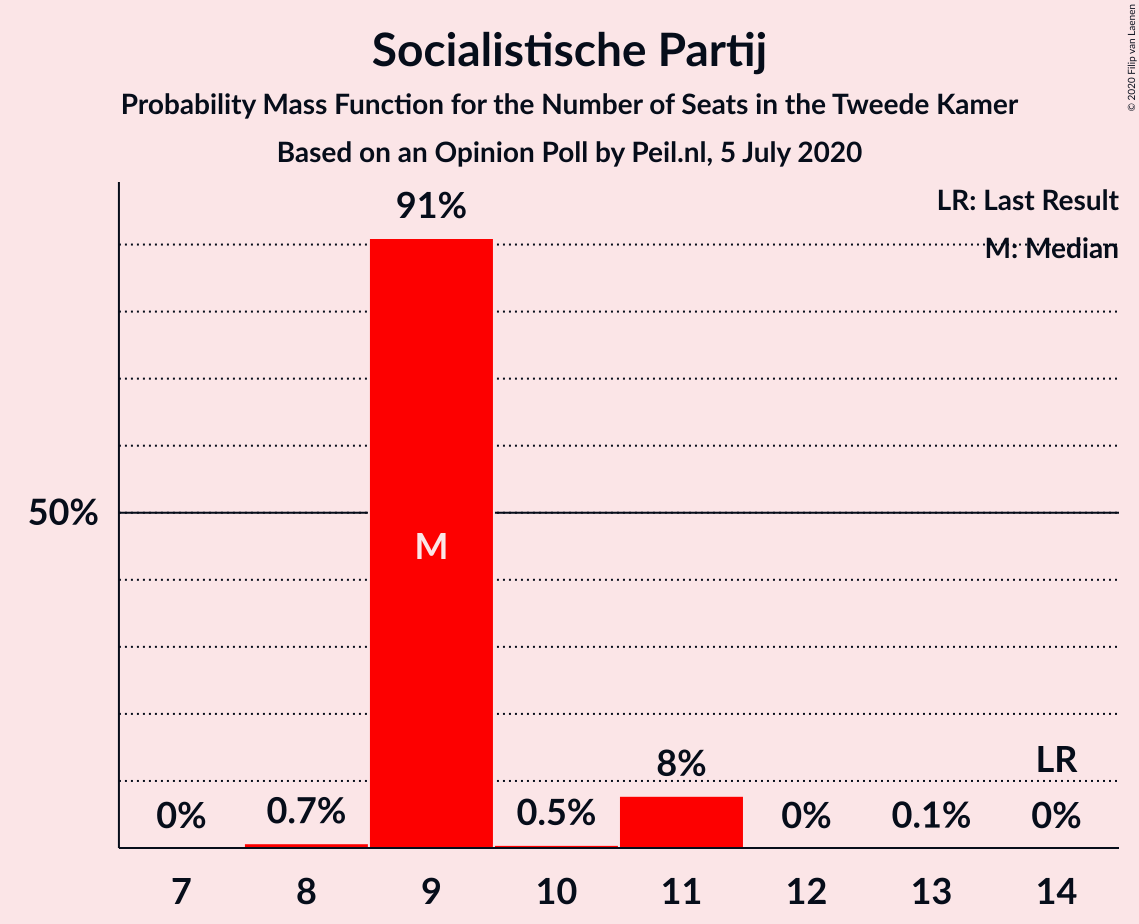 Socialistische Partij
Probability Mass Function for the Number of Seats in the Tweede Kamer
Based on an Opinion Poll by Peil.nl, 5 July 2020
© 2020 Filip van Laenen
LR: Last Result
M: Median
91%
50%
M
8%
LR
0%
0.7%
0.5%
0%
0.1%
0%
7
8
9
10
11
12
13
14